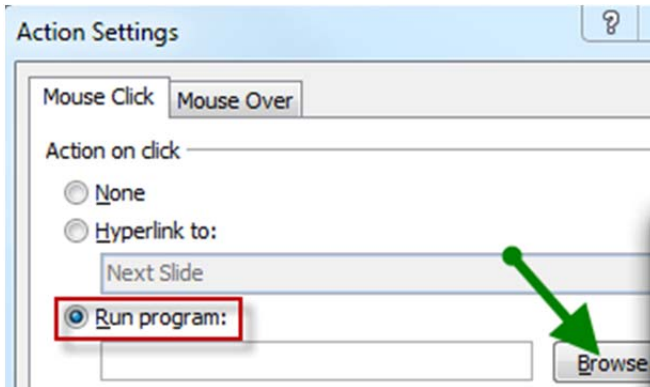 Action Settings
?
Mouse Click Mouse Over
Action on click
None
Hyperlink to:
Next Slide
Run program:
Browse